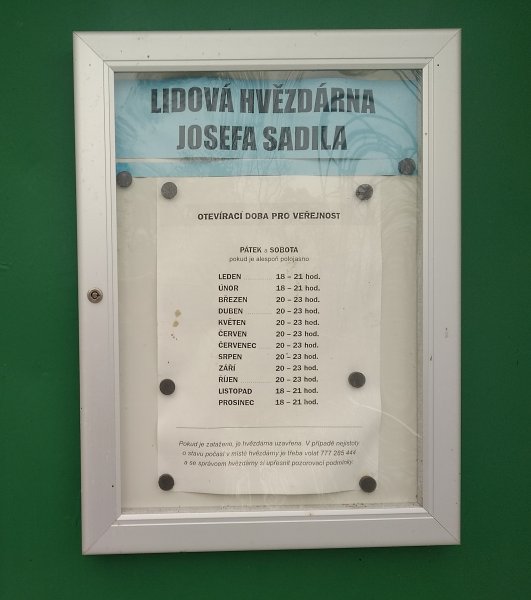 LIDOVÁ HVĚZDÁRNA
JOSEFA SADILA
OTEVÍRACÍ DOBA PRO VEŘEJNOST
PÁTEK a SOBOTA
pokud je alespoň polojasno
LEDEN 18 – 21 hod.
ÚNOR 18 – 21 hod.
BŘEZEN 20 – 23 hod.
DUBEN 20 – 23 hod.
KVĚTEN 20 – 23 hod.
ČERVEN 20 – 23 hod.
ČERVENEC 20 – 23 hod.
SRPEN 20 – 23 hod.
ZÁŘÍ 20 – 23 hod.
ŘÍJEN 20 – 23 hod.
LISTOPAD 18 – 21 hod.
PROSINEC 18 – 21 hod.
Pokud je zataženo, je hvězdárna uzavřena. V případě nejistoty
o stavu počasí v místě hvězdárny je třeba volat 777 285 444
a se správcem hvězdárny si upřesnit pozorovací podmínky.